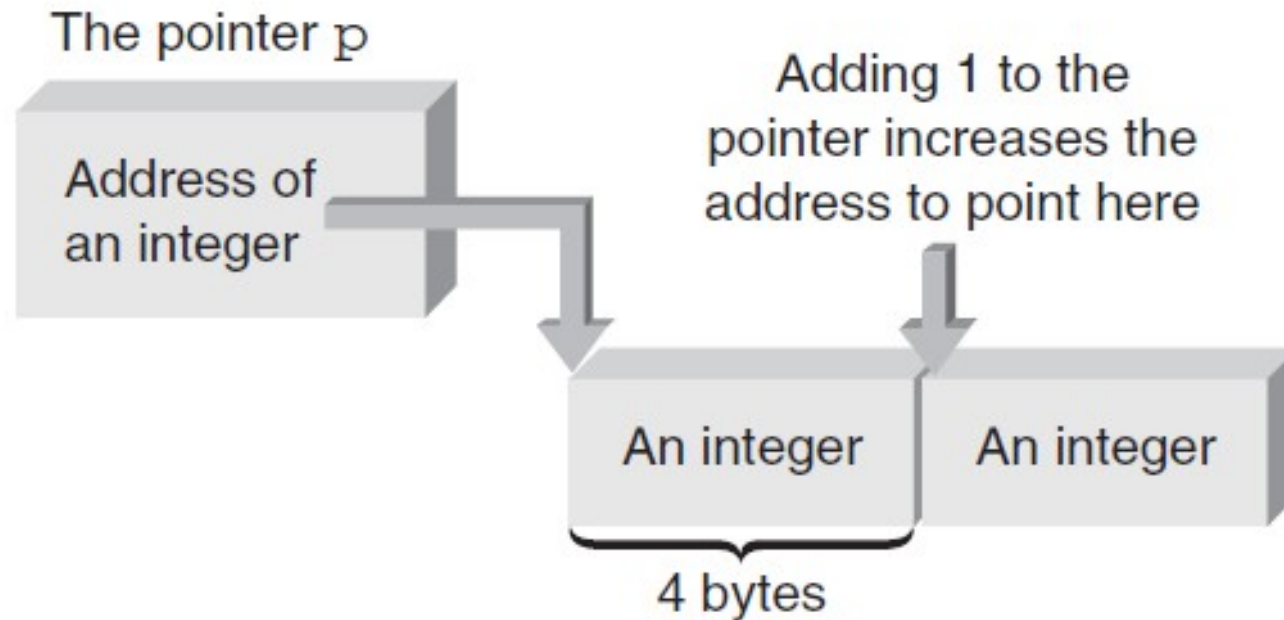 The pointer p
Address of
an integer
Adding 1 to the
pointer increases the
address to point here
An integer
An integer
4 bytes